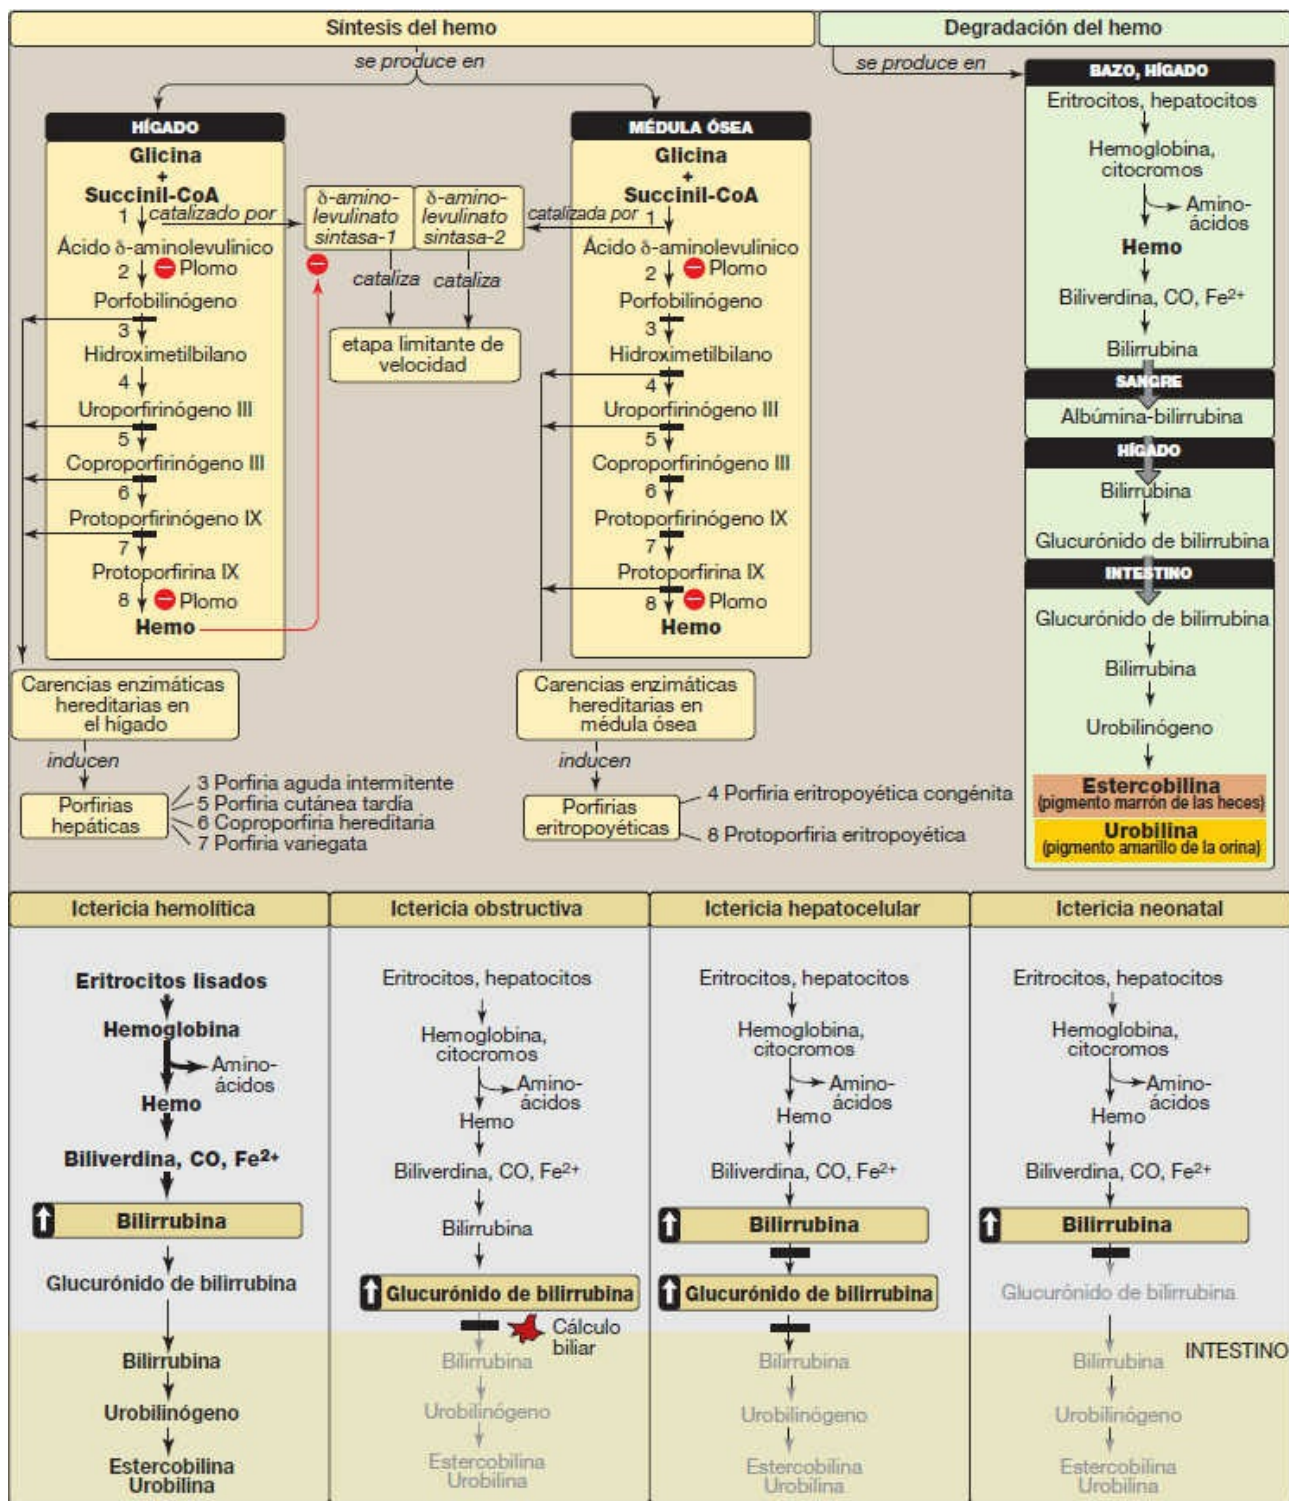 Síntesis del hemo
se produce en
HÍGADO
Glicina
+
Succinil-CoA
1
catalizado por
Ácido δ-aminolevulínico
2
Plomo
Porfobilinógeno
3
Hidroximetilbilano
4
Uroporfirinógeno III
5
Coproporfirinógeno III
6
Protoporfirinógeno IX
7
Protoporfirina IX
8
Plomo
Hemo
δ-amino-
levulinato
sintasa-1
δ-amino-
levulinato
sintasa-2
cataliza
cataliza
etapa limitante de
velocidad
MÉDULA ÓSEA
Glicina
+
Succinil-CoA
catalizada por
1
Ácido δ-aminolevulínico
2
Plomo
Porfobilinógeno
3
Hidroximetilbilano
4
Uroporfirinógeno III
5
Coproporfirinógeno III
6
Protoporfirinógeno IX
7
Protoporfirina IX
8
Plomo
Hemo
Carencias enzimáticas
hereditarias en
el hígado
inducen
Porfirias
hepáticas
3 Porfiria aguda intermitente
5 Porfiria cutánea tardía
6 Coproporfiria hereditaria
7 Porfiria variegata
Carencias enzimáticas
hereditarias en
médula ósea
inducen
Porfirias
eritropoyéticas
4 Porfiria eritropoyética congénita
8 Protoporfiria eritropoyética
Degradación del hemo
se produce en
BAZO, HÍGADO
Eritrocitos, hepatocitos
Hemoglobina,
citocromos
Amino-
ácidos
Hemo
Biliverdina, CO, Fe²⁺
Bilirrubina
SANGRE
Albúmina-bilirrubina
HÍGADO
Bilirrubina
Glucurónido de bilirrubina
INTESTINO
Glucurónido de bilirrubina
Bilirrubina
Urobilinógeno
Estercobilina
(pigmento marrón de las heces)
Urobilina
(pigmento amarillo de la orina)
Ictericia hemolítica
Eritrocitos lisados
Hemoglobina
Amino-
ácidos
Hemo
Biliverdina, CO, Fe²⁺
Bilirrubina
Glucurónido de bilirrubina
Bilirrubina
Urobilinógeno
Estercobilina
Urobilina
Ictericia obstructiva
Eritrocitos, hepatocitos
Hemoglobina,
citocromos
Amino-
ácidos
Hemo
Biliverdina, CO, Fe²⁺
Bilirrubina
Glucurónido de bilirrubina
Cálculo
biliar
Bilirrubina
Urobilinógeno
Estercobilina
Urobilina
Ictericia hepatocelular
Eritrocitos, hepatocitos
Hemoglobina,
citocromos
Amino-
ácidos
Hemo
Biliverdina, CO, Fe²⁺
Bilirrubina
Glucurónido de bilirrubina
Bilirrubina
Urobilinógeno
Estercobilina
Urobilina
Ictericia neonatal
Eritrocitos, hepatocitos
Hemoglobina,
citocromos
Amino-
ácidos
Hemo
Biliverdina, CO, Fe²⁺
Bilirrubina
Glucurónido de bilirrubina
INTESTINO
Bilirrubina
Urobilinógeno
Estercobilina
Urobilina